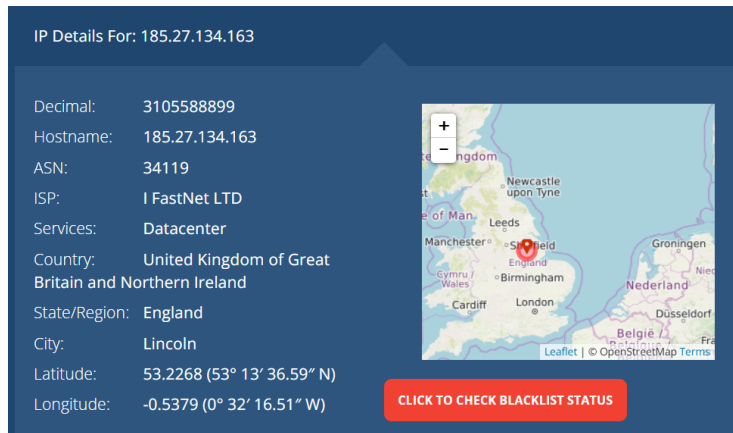 IP Details For: 185.27.134.163
Decimal: 3105588899
Hostname: 185.27.134.163
ASN: 34119
ISP: I FastNet LTD
Services: Datacenter
Country: United Kingdom of Great
Britain and Northern Ireland
State/Region: England
City: Lincoln
Latitude: 53.2268 (53° 13′ 36.59″ N)
Longitude: -0.5379 (0° 32′ 16.51″ W)
+
−
ngdom
Newcastle
upon Tyne
e of Man
Leeds
Manchester
Sheffield
Groningen
England
Cymru /
Wales
Birmingham
Nederland
Cardiff
London
Düsseldorf
België /
Leaflet | © OpenStreetMap Terms
CLICK TO CHECK BLACKLIST STATUS